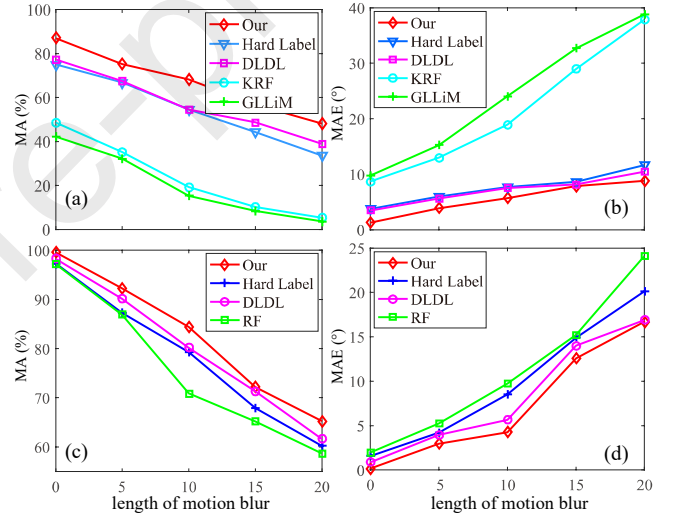 100
80
60
40
20
0
MA (%)
Our
Hard Label
DLDL
KRF
GLLiM
(a)
40
30
20
10
0
MAE (°)
Our
Hard Label
DLDL
KRF
GLLiM
(b)
100
90
80
70
60
MA (%)
Our
Hard Label
DLDL
RF
(c)
0 5 10 15 20
length of motion blur
25
20
15
10
5
0
MAE (°)
Our
Hard Label
DLDL
RF
(d)
0 5 10 15 20
length of motion blur